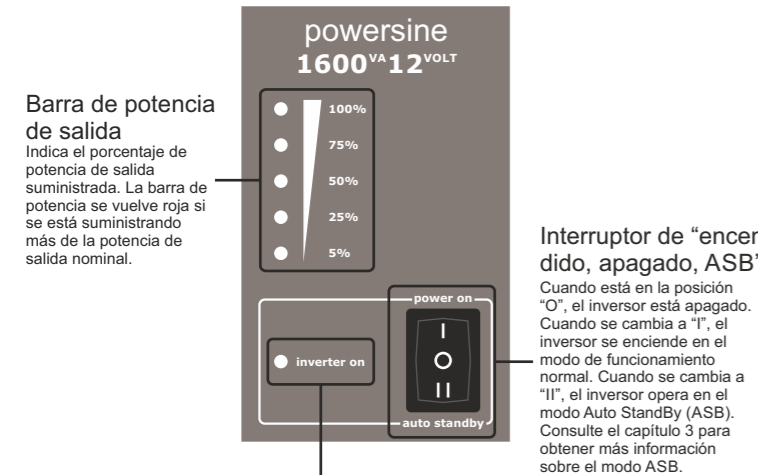 powersine
1600VA12VOLT
Barra de potencia
de salida
Indica el porcentaje de
potencia de salida
suministrada. La barra de
potencia se vuelve roja si
se está suministrando
más de la potencia de
salida nominal.
100%
75%
50%
25%
5%
power on
I
O
II
inverter on
auto standby
Interruptor de “encen
dido, apagado, ASB”
Cuando está en la posición
“O”, el inversor está apagado.
Cuando se cambia a “I”, el
inversor se enciende en el
modo de funcionamiento
normal. Cuando se cambia a
“II”, el inversor opera en el
modo Auto StandBy (ASB).
Consulte el capítulo 3 para
obtener más información
sobre el modo ASB.